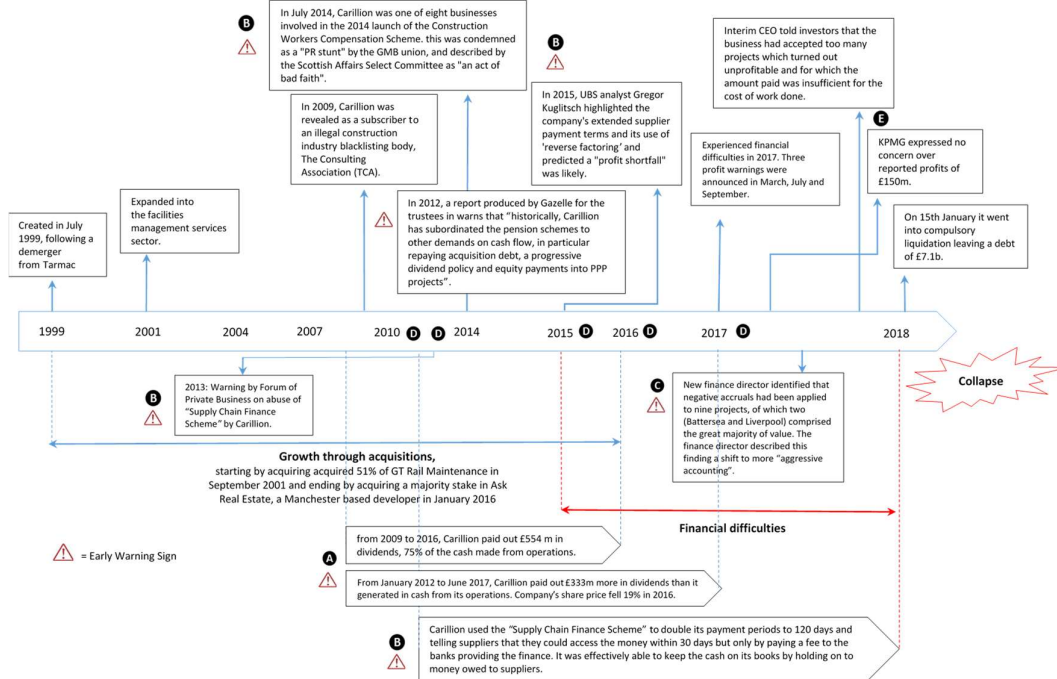 B
In July 2014, Carillion was one of eight businesses
involved in the 2014 launch of the Construction
Workers Compensation Scheme. this was condemned
as a "PR stunt" by the GMB union, and described by
the Scottish Affairs Select Committee as "an act of
bad faith".
B
In 2015, UBS analyst Gregor
Kuglitsch highlighted the
company's extended supplier
payment terms and its use of
'reverse factoring' and
predicted a "profit shortfall"
was likely.
Interim CEO told investors that the
business had accepted too many
projects which turned out
unprofitable and for which the
amount paid was insufficient for the
cost of work done.
In 2009, Carillion was
revealed as a subscriber to
an illegal construction
industry blacklisting body,
The Consulting
Association (TCA).
E
KPMG expressed no
concern over
reported profits of
£150m.
Experienced financial
difficulties in 2017. Three
profit warnings were
announced in March, July and
September.
Expanded into
the facilities
management services
sector.
Created in July
1999, following a
demerger
from Tarmac
In 2012, a report produced by Gazelle for the
trustees in warns that "historically, Carillion
has subordinated the pension schemes to
other demands on cash flow, in particular
repaying acquisition debt, a progressive
dividend policy and equity payments into PPP
projects".
On 15th January it went
into compulsory
liquidation leaving a debt
of £7.1b.
1999 2001 2004 2007 2010 D D 2014 2015 D 2016 D 2017 D 2018
Collapse
B
2013: Warning by Forum of
Private Business on abuse of
"Supply Chain Finance
Scheme" by Carillion.
C
New finance director identified that
negative accruals had been applied
to nine projects, of which two
(Battersea and Liverpool) comprised
the great majority of value. The
finance director described this
finding a shift to more "aggressive
accounting".
Growth through acquisitions,
starting by acquiring acquired 51% of GT Rail Maintenance in
September 2001 and ending by acquiring a majority stake in Ask
Real Estate, a Manchester based developer in January 2016
Financial difficulties
! = Early Warning Sign
A
from 2009 to 2016, Carillion paid out £554 m in
dividends, 75% of the cash made from operations.
From January 2012 to June 2017, Carillion paid out £333m more in dividends than it
generated in cash from its operations. Company's share price fell 19% in 2016.
B
Carillion used the "Supply Chain Finance Scheme" to double its payment periods to 120 days and
telling suppliers that they could access the money within 30 days but only by paying a fee to the
banks providing the finance. It was effectively able to keep the cash on its books by holding on to
money owed to suppliers.